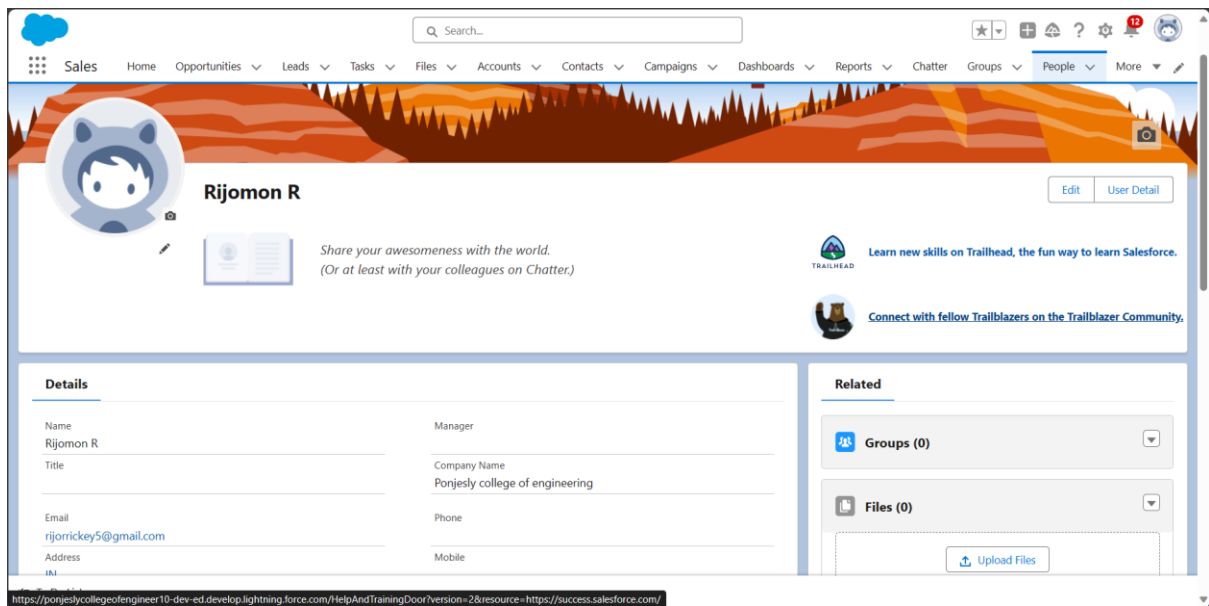 Search...
12
Sales Home Opportunities Leads Tasks Files Accounts Contacts Campaigns Dashboards Reports Chatter Groups People More
Rijomon R
Edit User Detail
Share your awesomeness with the world.
(Or at least with your colleagues on Chatter.)
TRAILHEAD
Learn new skills on Trailhead, the fun way to learn Salesforce.
Connect with fellow Trailblazers on the Trailblazer Community.
Details
Name
Rijomon R
Manager
Title
Company Name
Ponjesly college of engineering
Email
rijorrickey5@gmail.com
Phone
Address
IN
Mobile
Related
Groups (0)
Files (0)
Upload Files
https://ponjeslycollegeofengineer10-dev-ed.develop.lightning.force.com/HelpAndTrainingDoor?version=2&resource=https://success.salesforce.com/